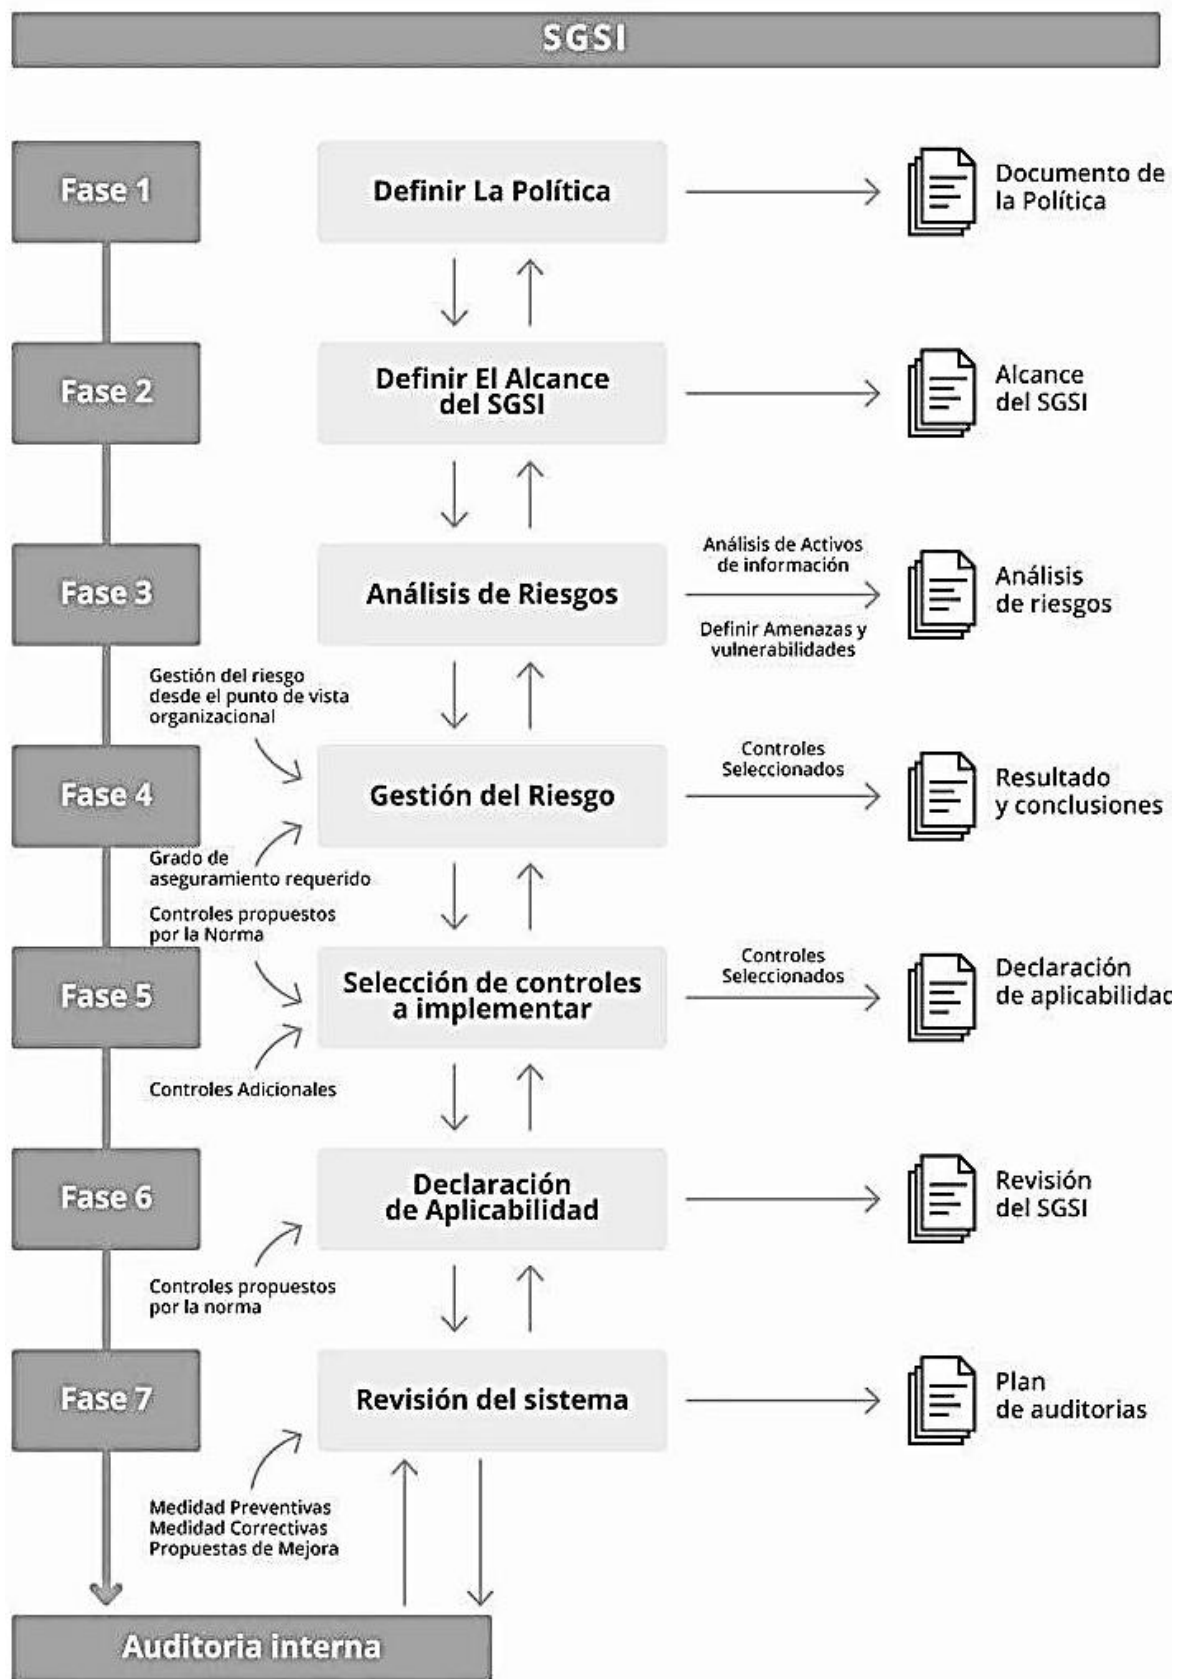 SGSI
Fase 1
Definir La Política
Documento de
la Política
Fase 2
Definir El Alcance
del SGSI
Alcance
del SGSI
Fase 3
Análisis de Riesgos
Análisis de Activos
de información
Definir Amenazas y
vulnerabilidades
Análisis
de riesgos
Gestión del riesgo
desde el punto de vista
organizacional
Fase 4
Gestión del Riesgo
Controles
Seleccionados
Resultado
y conclusiones
Grado de
aseguramiento requerido
Controles propuestos
por la Norma
Fase 5
Selección de controles
a implementar
Controles
Seleccionados
Declaración
de aplicabilidad
Controles Adicionales
Fase 6
Declaración
de Aplicabilidad
Revisión
del SGSI
Controles propuestos
por la norma
Fase 7
Revisión del sistema
Plan
de auditorias
Medidad Preventivas
Medidad Correctivas
Propuestas de Mejora
Auditoria interna